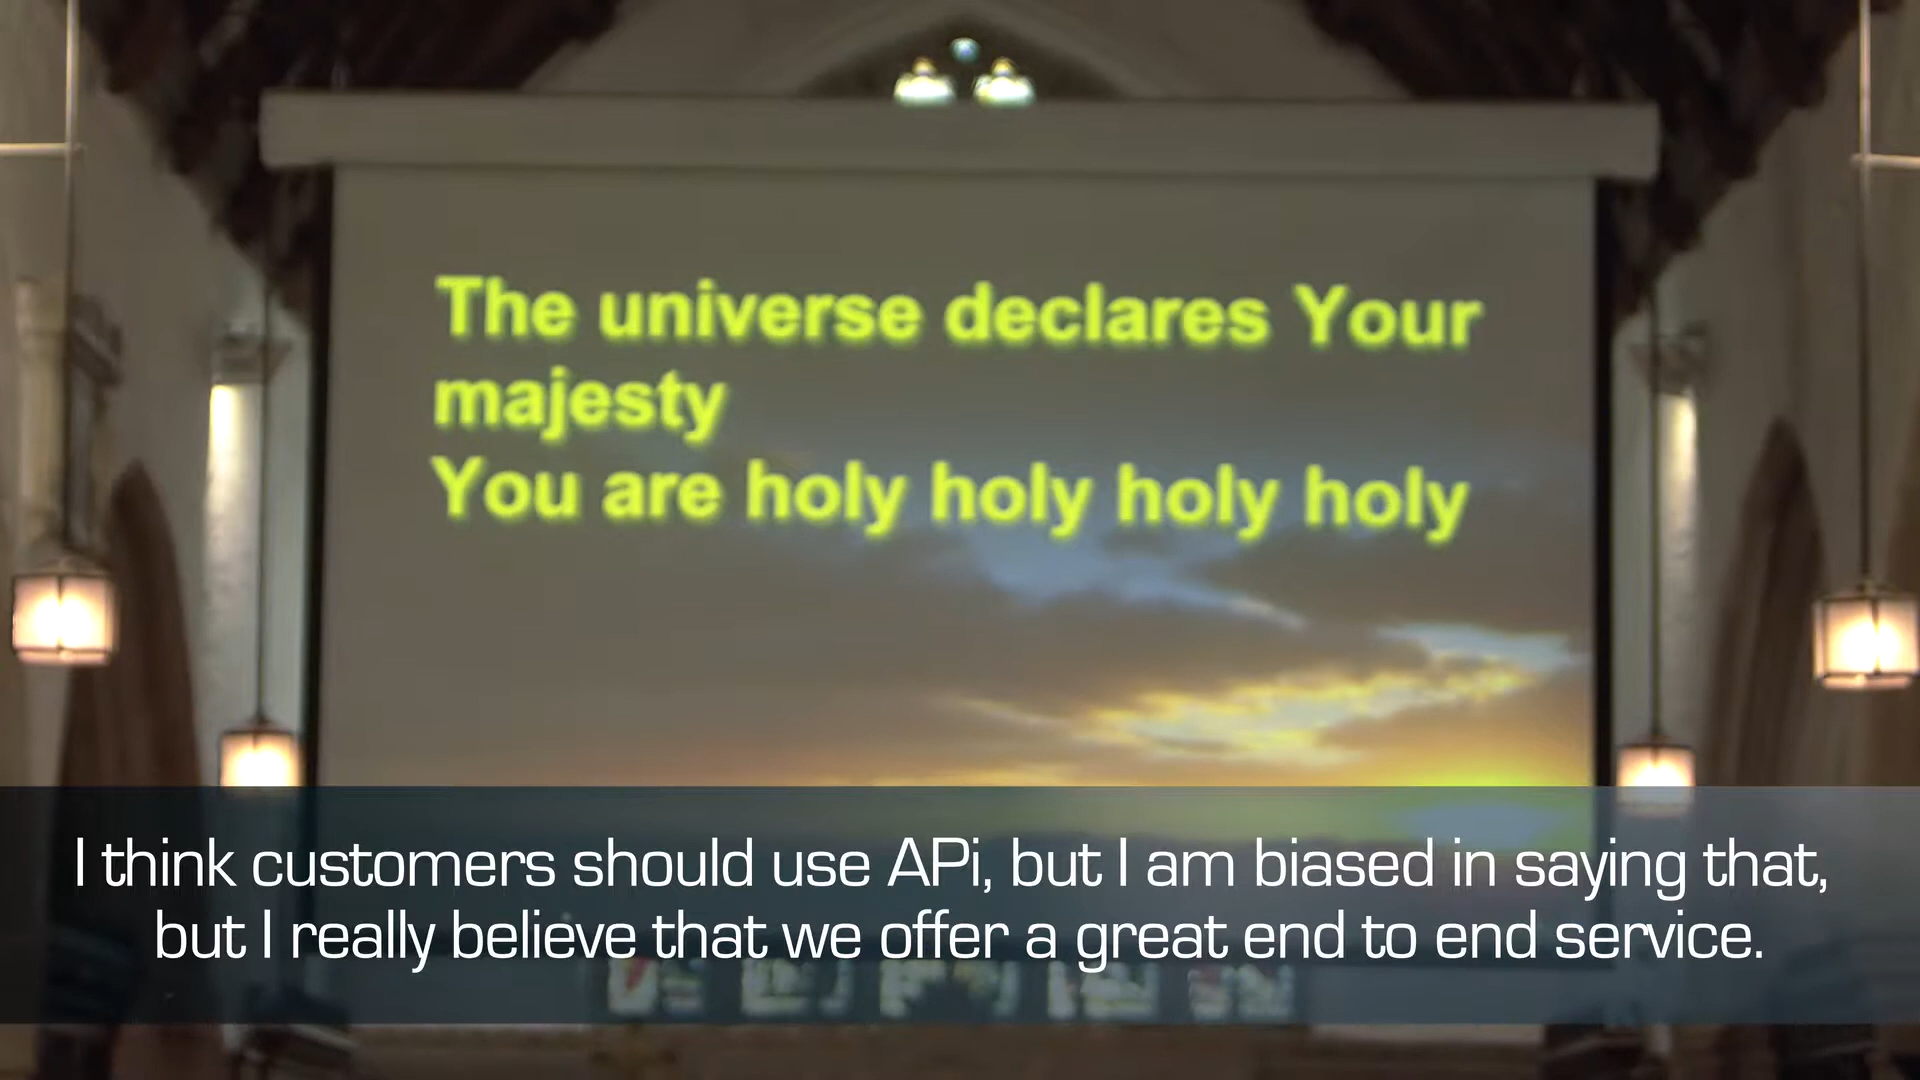 The universe declares Your
majesty
You are holy holy holy holy
I think customers should use APi, but I am biased in saying that,
but I really believe that we offer a great end to end service.